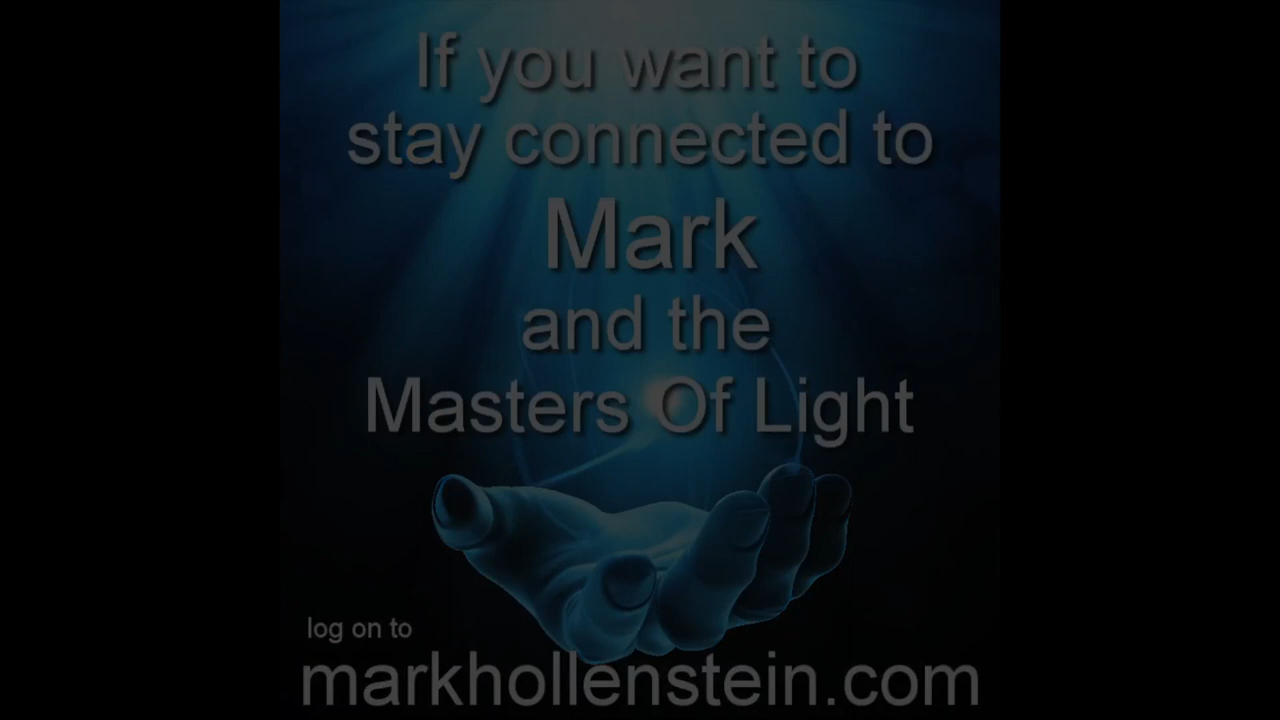 If you want to
stay connected to
Mark
and the
Masters Of Light
log on to
markhollenstein.com